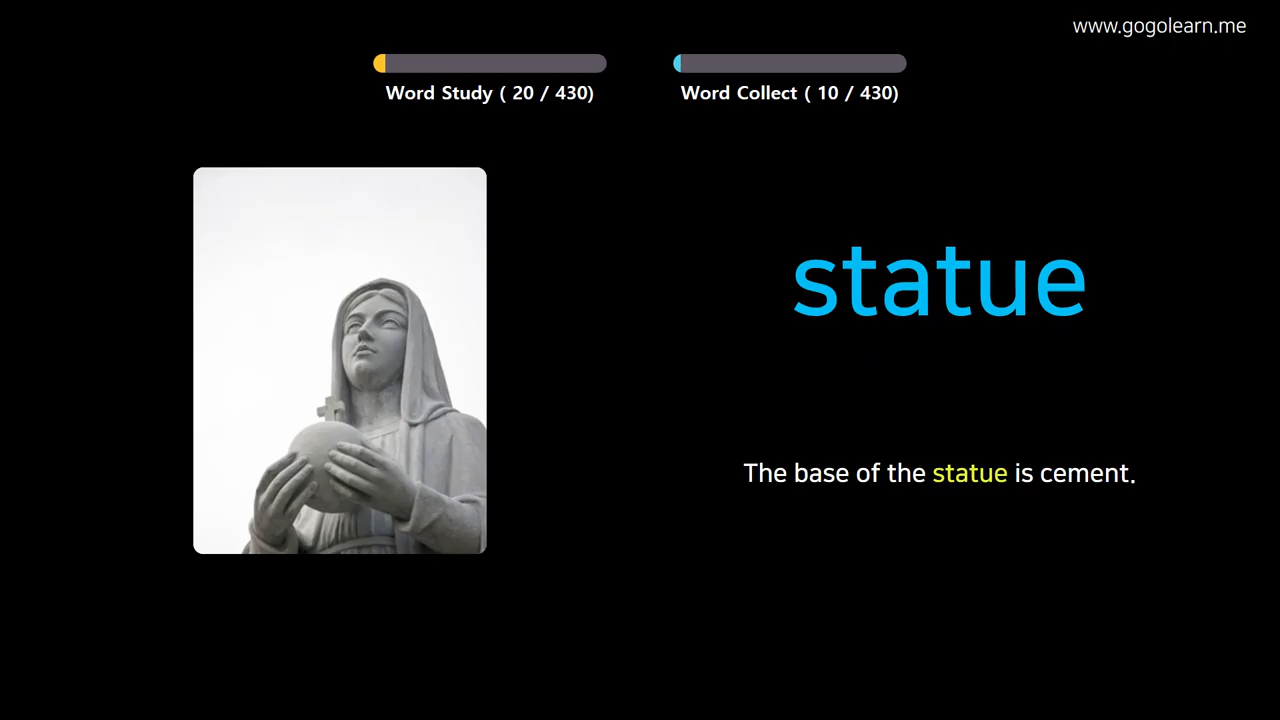 www.gogolearn.me
Word Study ( 20 / 430)
Word Collect ( 10 / 430)
statue
The base of the statue is cement.